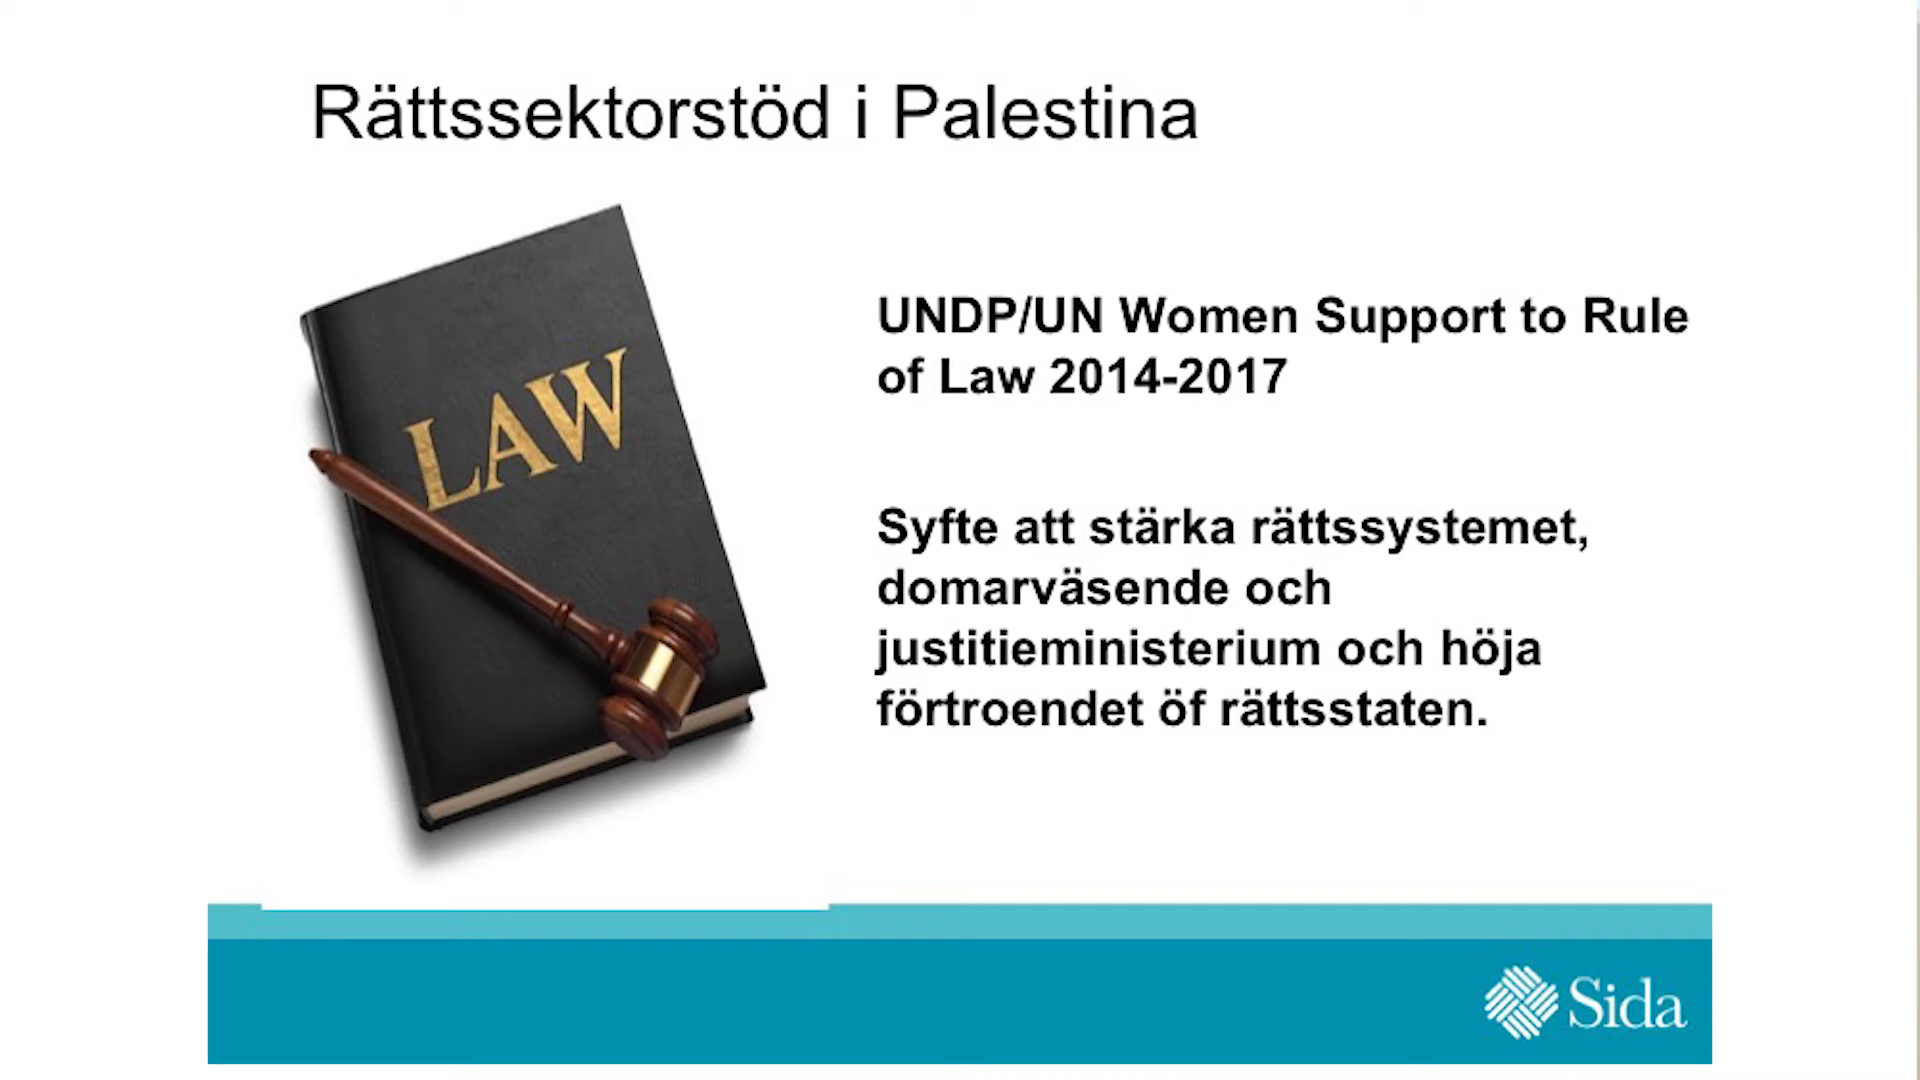 Rättssektorstöd i Palestina
LAW
UNDP/UN Women Support to Rule
of Law 2014-2017
Syfte att stärka rättssystemet,
domarväsende och
justitieministerium och höja
förtroendet öf rättsstaten.
Sida